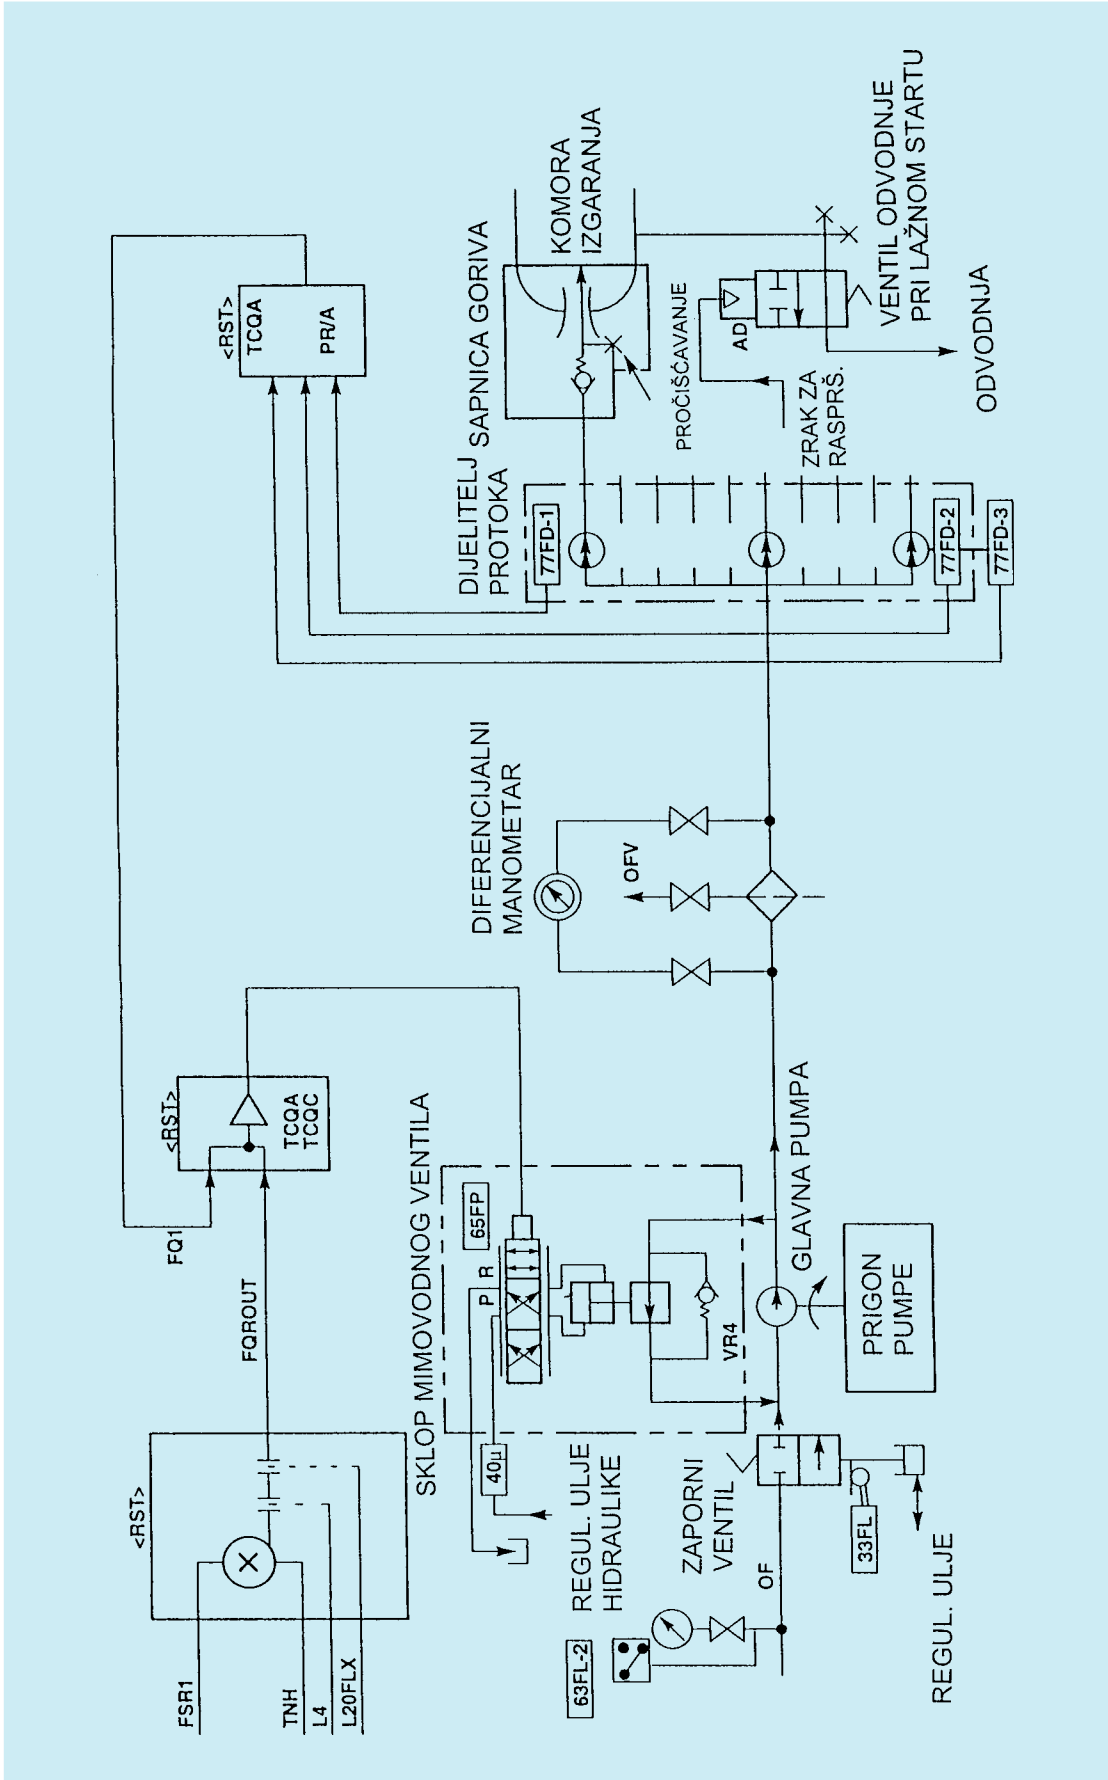 <RST>
FSR1
TNH
L4
L20FLX
FQROUT
FQ1
<RST>
TCQA
TCQC
<RST>
TCQA
PR/A
SKLOP MIMOVODNOG VENTILA
65FP
P R
40µ
VR4
REGUL. ULJE
HIDRAULIKE
63FL-2
ZAPORNI
VENTIL
OF
33FL
REGUL. ULJE
GLAVNA PUMPA
PRIGON
PUMPE
DIFERENCIJALNI
MANOMETAR
OFV
DIJELITELJ
PROTOKA
77FD-1
77FD-2
77FD-3
SAPNICA GORIVA
KOMORA
IZGARANJA
PROČIŠĆAVANJE
AD
ZRAK ZA
RASPRŠ.
VENTIL ODVODNJE
PRI LAŽNOM STARTU
ODVODNJA